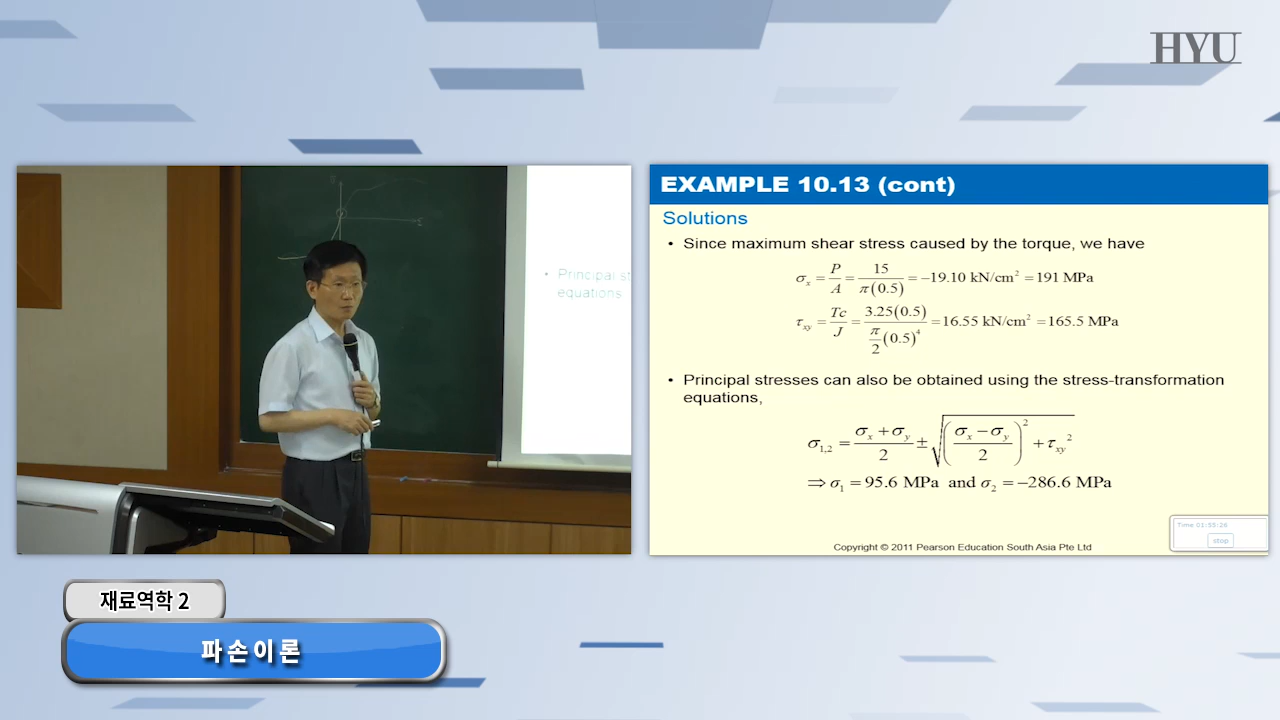 HYU
• Principal st
equations
EXAMPLE 10.13 (cont)
Solutions
• Since maximum shear stress caused by the torque, we have
σx = P/A = 15/π(0.5) = −19.10 kN/cm² = 191 MPa
τxy = Tc/J = 3.25(0.5)/(π/2 (0.5)⁴) = 16.55 kN/cm² = 165.5 MPa
• Principal stresses can also be obtained using the stress-transformation
equations,
σ1,2 = (σx + σy)/2 ± √(((σx − σy)/2)² + τxy²)
⇒ σ1 = 95.6 MPa and σ2 = −286.6 MPa
Time 01:55:26
stop
Copyright © 2011 Pearson Education South Asia Pte Ltd
재료역학 2
파손이론